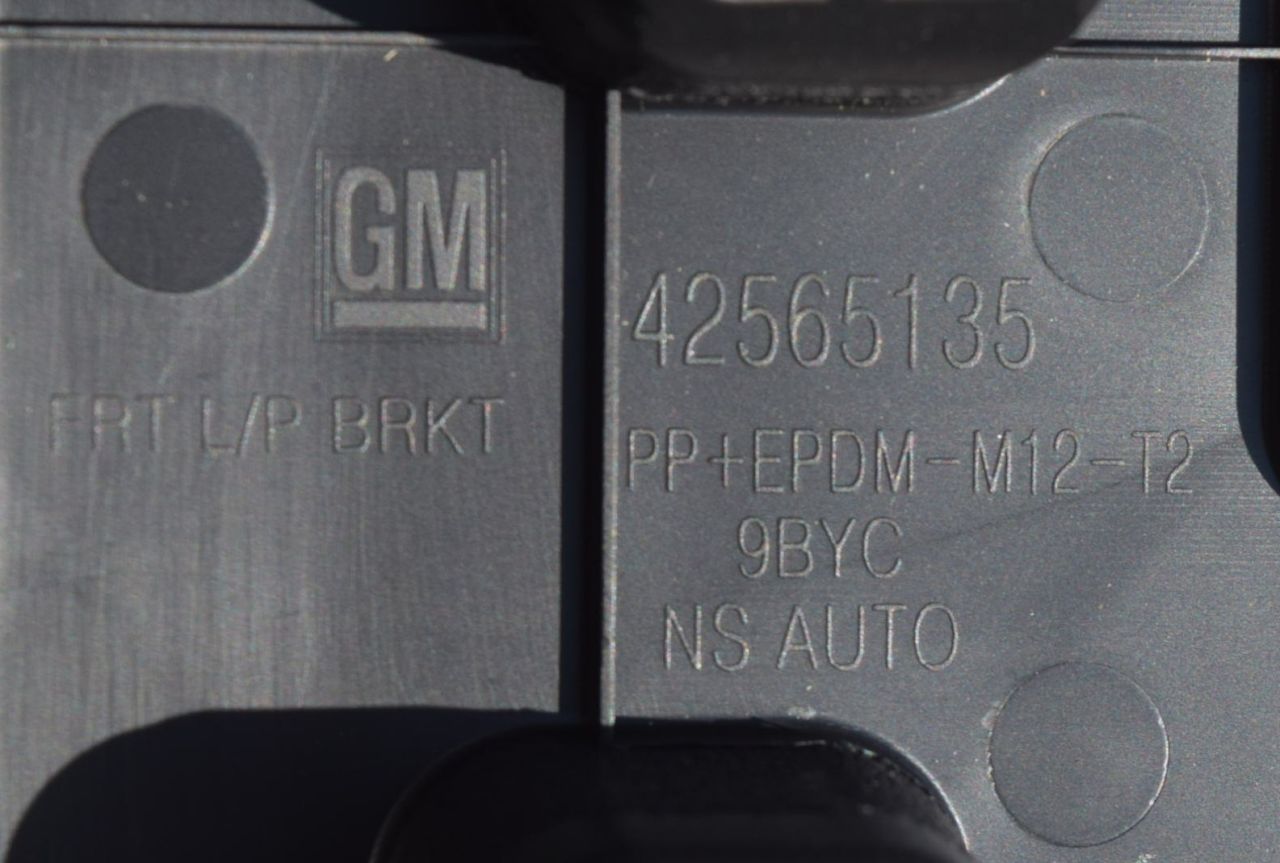 GM
FRT L/P BRKT
42565135
PP+EPDM-M12-T2
9BYC
NS AUTO